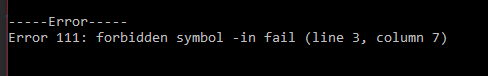 -----Error-----
Error 111: forbidden symbol -in fail (line 3, column 7)